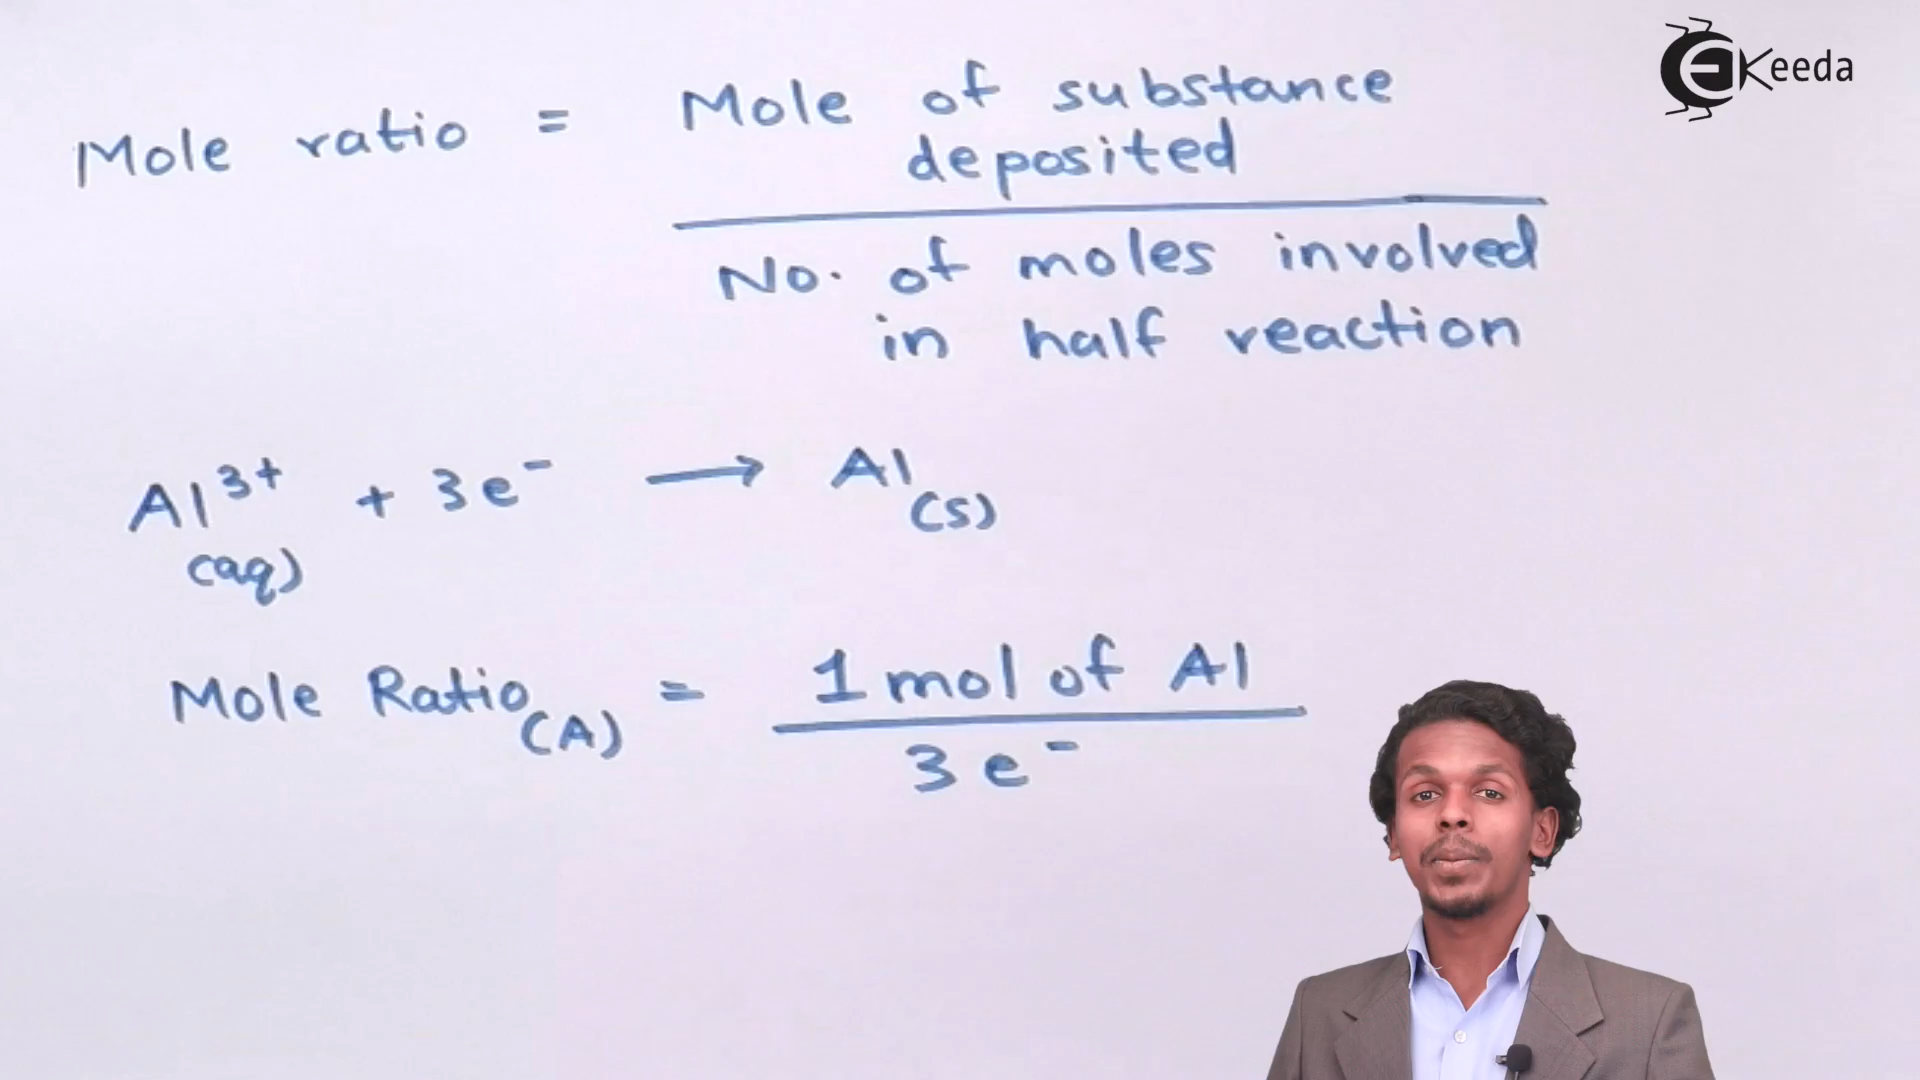 EKeeda
Mole ratio = Mole of substance
deposited
No. of moles involved
in half reaction
Al³⁺ + 3e⁻ ⟶ Al
(aq) (s)
Mole Ratio(A) = 1 mol of Al
3e⁻